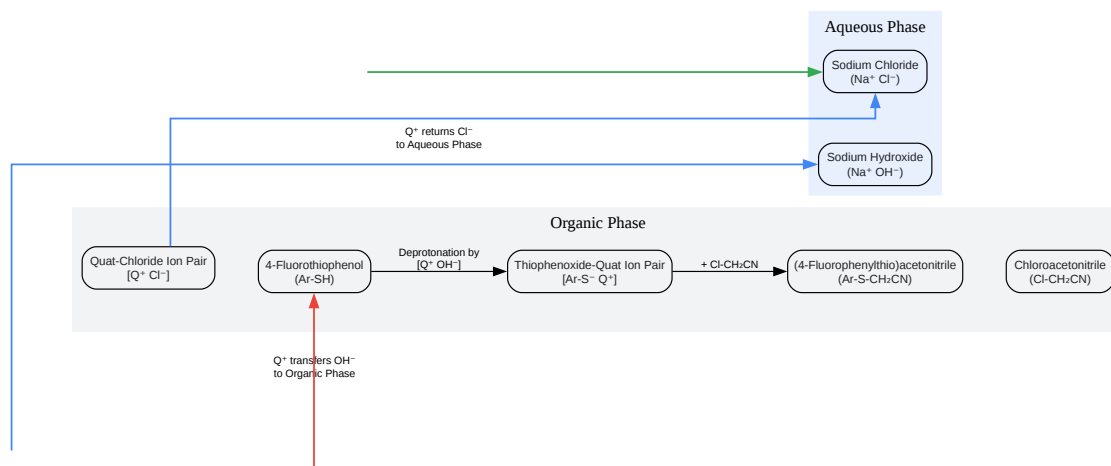 Aqueous Phase
Sodium Chloride
(Na⁺ Cl⁻)
Q⁺ returns Cl⁻
to Aqueous Phase
Sodium Hydroxide
(Na⁺ OH⁻)
Organic Phase
Quat-Chloride Ion Pair
[Q⁺ Cl⁻]
4-Fluorothiophenol
(Ar-SH)
Deprotonation by
[Q⁺ OH⁻]
Thiophenoxide-Quat Ion Pair
[Ar-S⁻ Q⁺]
+ Cl-CH₂CN
(4-Fluorophenylthio)acetonitrile
(Ar-S-CH₂CN)
Chloroacetonitrile
(Cl-CH₂CN)
Q⁺ transfers OH⁻
to Organic Phase